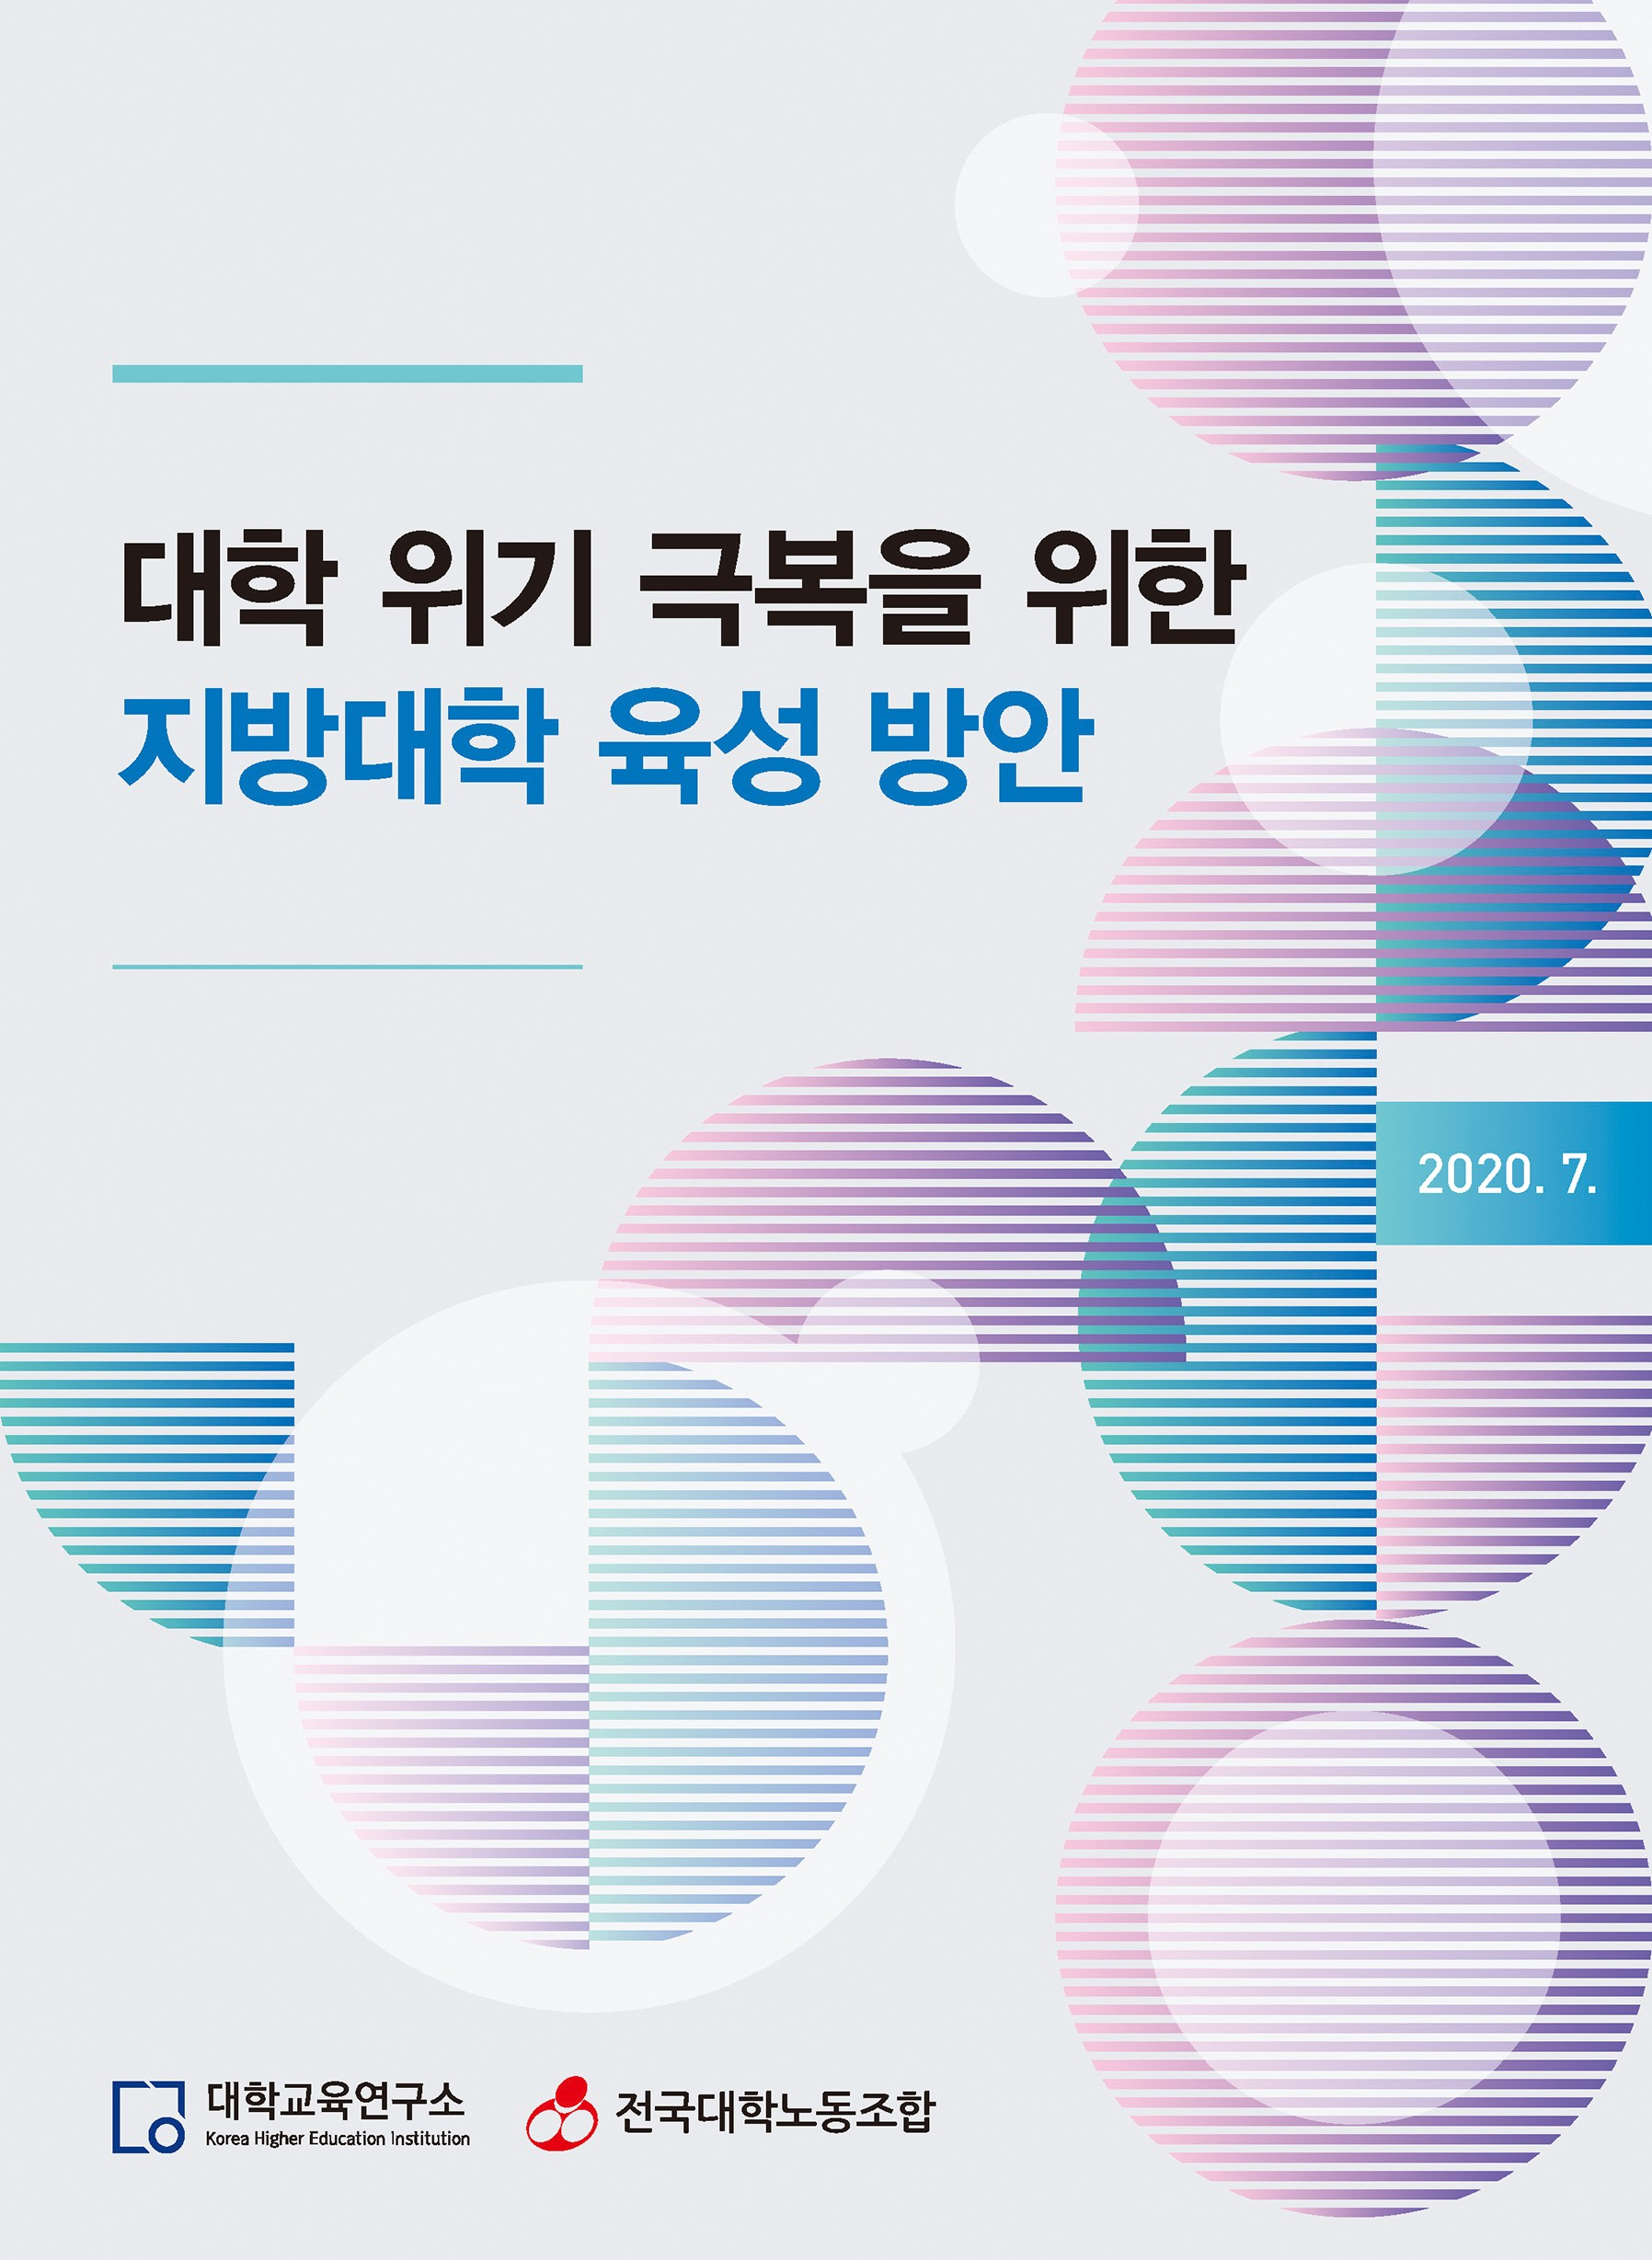 대학 위기 극복을 위한
지방대학 육성 방안
2020. 7.
대학교육연구소
Korea Higher Education Institution
전국대학노동조합